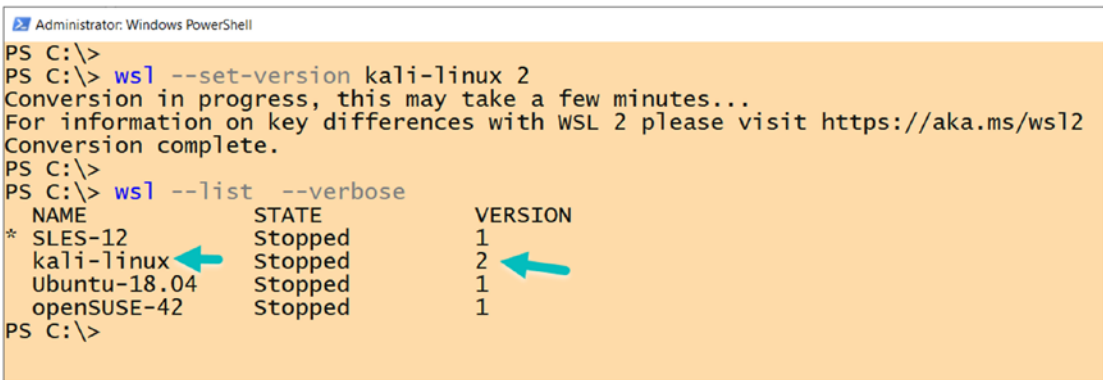 Administrator: Windows PowerShell
PS C:\>
PS C:\> wsl --set-version kali-linux 2
Conversion in progress, this may take a few minutes...
For information on key differences with WSL 2 please visit https://aka.ms/wsl2
Conversion complete.
PS C:\>
PS C:\> wsl --list  --verbose
  NAME            STATE           VERSION
* SLES-12         Stopped         1
  kali-linux      Stopped         2
  Ubuntu-18.04    Stopped         1
  openSUSE-42     Stopped         1
PS C:\>